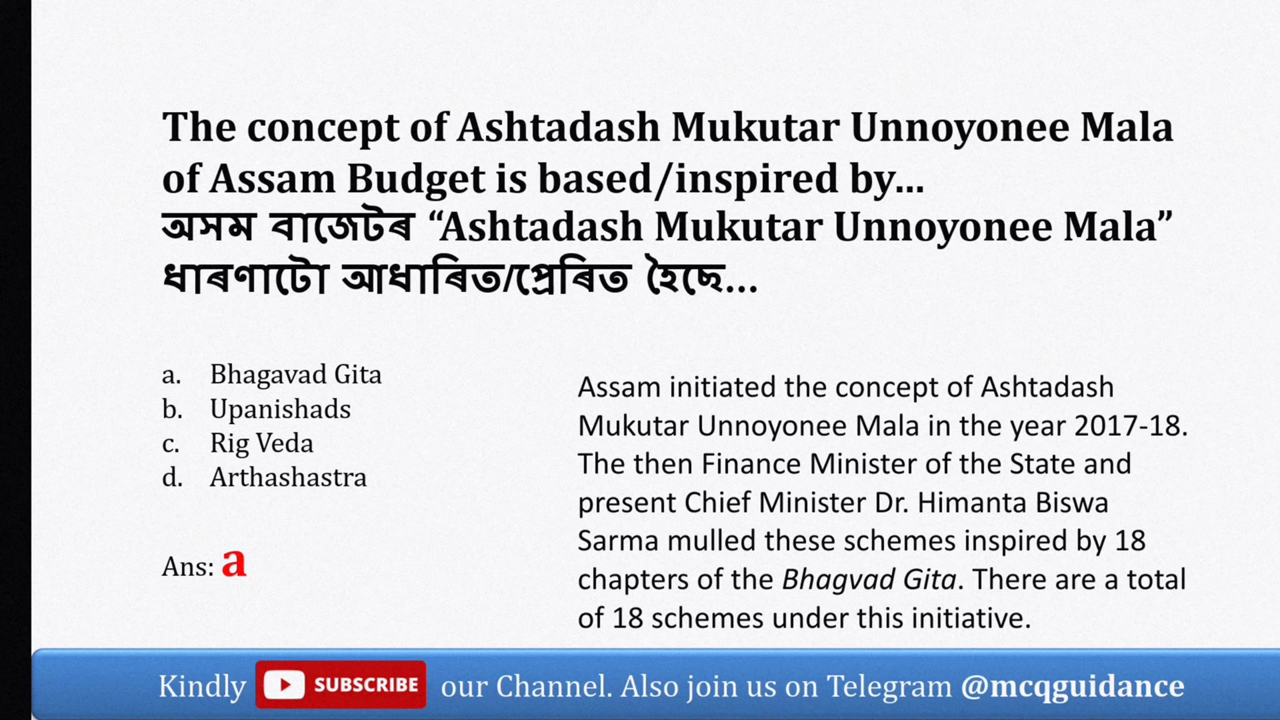 The concept of Ashtadash Mukutar Unnoyonee Mala
of Assam Budget is based/inspired by...
অসম বাজেটৰ “Ashtadash Mukutar Unnoyonee Mala”
ধাৰণাটো আধাৰিত/প্ৰেৰিত হৈছে...
a. Bhagavad Gita
b. Upanishads
c. Rig Veda
d. Arthashastra
Ans: a
Assam initiated the concept of Ashtadash
Mukutar Unnoyonee Mala in the year 2017-18.
The then Finance Minister of the State and
present Chief Minister Dr. Himanta Biswa
Sarma mulled these schemes inspired by 18
chapters of the Bhagvad Gita. There are a total
of 18 schemes under this initiative.
Kindly SUBSCRIBE our Channel. Also join us on Telegram @mcqguidance